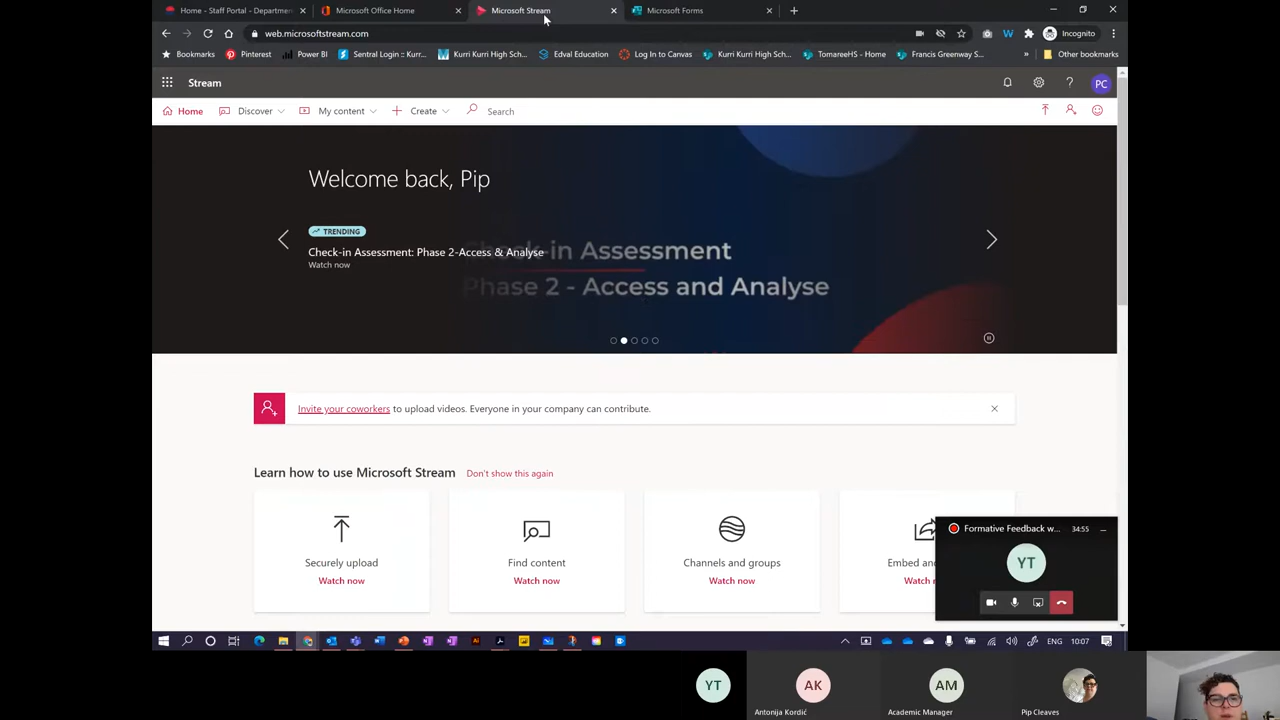 Home - Staff Portal - Departmen
Microsoft Office Home
Microsoft Stream
Microsoft Forms
web.microsoftstream.com
Incognito
Bookmarks
Pinterest
Power BI
Sentral Login :: Kurr...
Kurri Kurri High Sch...
Edval Education
Log In to Canvas
Kurri Kurri High Sch...
TomareeHS - Home
Francis Greenway S...
Other bookmarks
Stream
PC
Home
Discover
My content
Create
Search
Welcome back, Pip
TRENDING
Check-in Assessment: Phase 2-Access & Analyse
Watch now
-in Assessment
Phase 2 - Access and Analyse
Invite your coworkers to upload videos. Everyone in your company can contribute.
Learn how to use Microsoft Stream
Don't show this again
Securely upload
Watch now
Find content
Watch now
Channels and groups
Watch now
Embed an
Watch n
Formative Feedback w...
34:55
YT
ENG
10:07
YT
AK
AM
Antonija Kordić
Academic Manager
Pip Cleaves